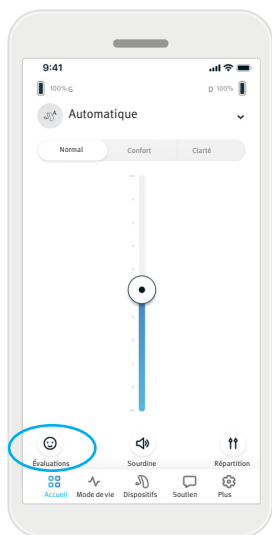 9:41
100% G D 100%
A Automatique
Normal Confort Clarté
Évaluations Sourdine Répartition
Accueil Mode de vie Dispositifs Soutien Plus